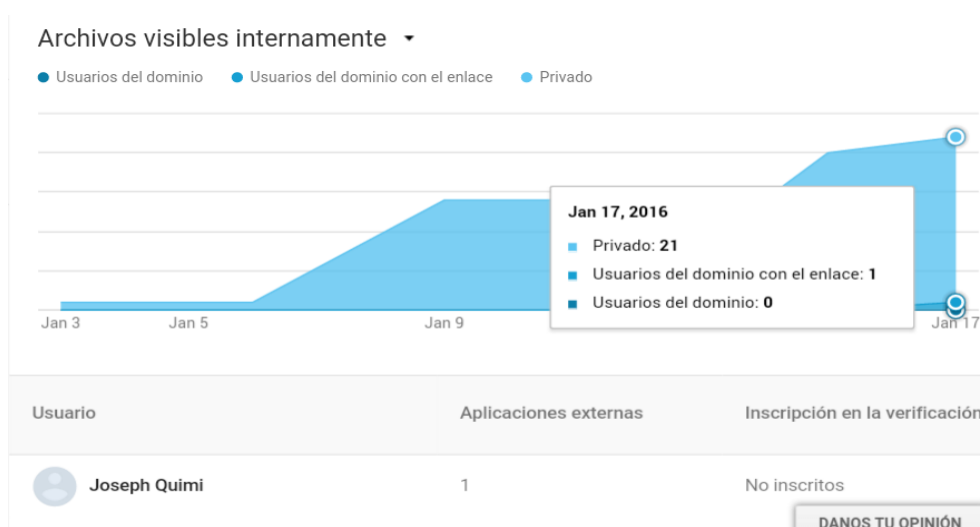 Archivos visibles internamente
Usuarios del dominio Usuarios del dominio con el enlace Privado
Jan 17, 2016
Privado: 21
Usuarios del dominio con el enlace: 1
Usuarios del dominio: 0
Jan 3 Jan 5 Jan 9 Jan 17
Usuario Aplicaciones externas Inscripción en la verificación
Joseph Quimi 1 No inscritos
DANOS TU OPINIÓN